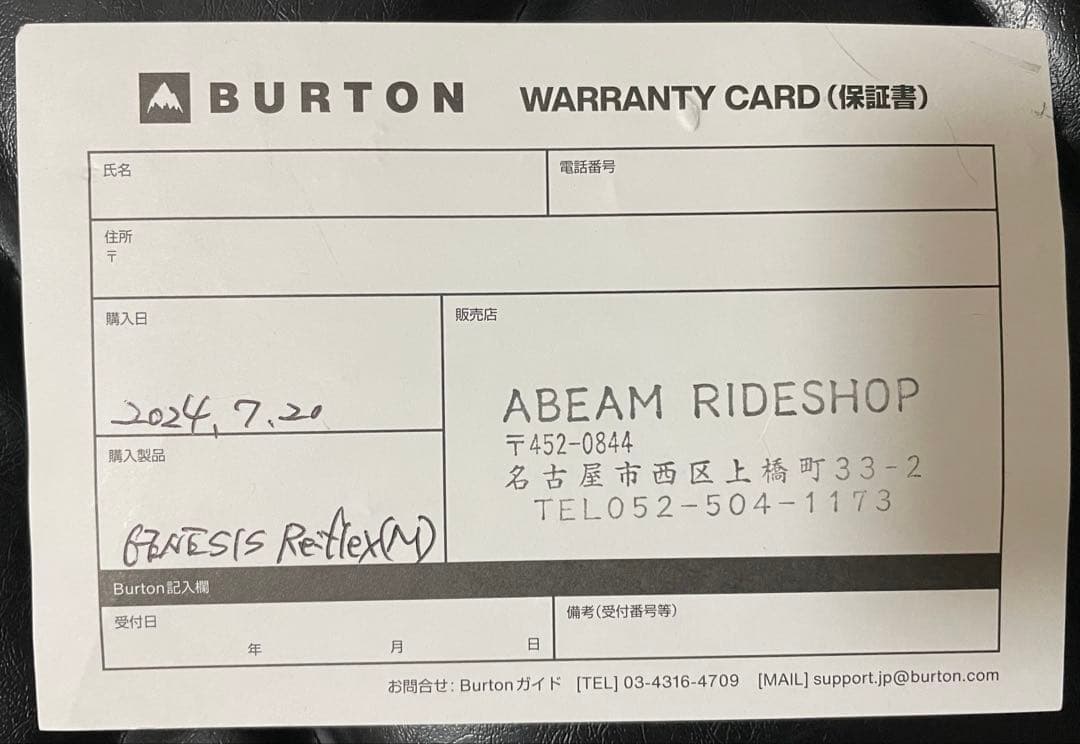 BURTON WARRANTY CARD(保証書)
氏名
電話番号
住所
〒
購入日
2024, 7.20
購入製品
GENESIS Re:flex(M)
販売店
ABEAM RIDESHOP
〒452-0844
名古屋市西区上橋町33-2
TEL052-504-1173
Burton記入欄
受付日
年 月 日
備考(受付番号等)
お問合せ: Burtonガイド [TEL] 03-4316-4709 [MAIL] support.jp@burton.com